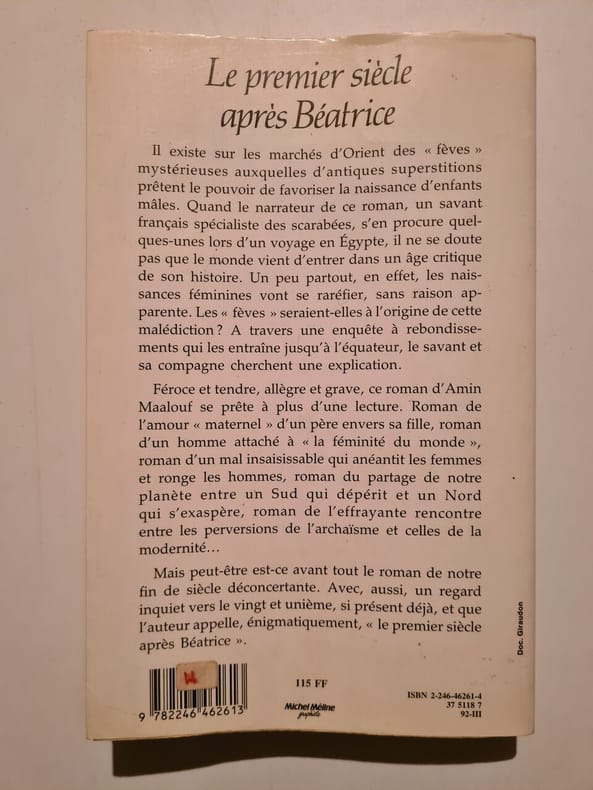 Le premier siècle
après Béatrice
Il existe sur les marchés d'Orient des « fèves »
mystérieuses auxquelles d'antiques superstitions
prêtent le pouvoir de favoriser la naissance d'enfants
mâles. Quand le narrateur de ce roman, un savant
français spécialiste des scarabées, s'en procure quel-
ques-unes lors d'un voyage en Égypte, il ne se doute
pas que le monde vient d'entrer dans un âge critique
de son histoire. Un peu partout, en effet, les nais-
sances féminines vont se raréfier, sans raison ap-
parente. Les « fèves » seraient-elles à l'origine de cette
malédiction ? A travers une enquête à rebondisse-
ments qui les entraîne jusqu'à l'équateur, le savant et
sa compagne cherchent une explication.
Féroce et tendre, allègre et grave, ce roman d'Amin
Maalouf se prête à plus d'une lecture. Roman de
l'amour « maternel » d'un père envers sa fille, roman
d'un homme attaché à « la féminité du monde »,
roman d'un mal insaisissable qui anéantit les femmes
et ronge les hommes, roman du partage de notre
planète entre un Sud qui dépérit et un Nord
qui s'exaspère, roman de l'effrayante rencontre
entre les perversions de l'archaïsme et celles de la
modernité...
Mais peut-être est-ce avant tout le roman de notre
fin de siècle déconcertante. Avec, aussi, un regard
inquiet vers le vingt et unième, si présent déjà, et que
l'auteur appelle, énigmatiquement, « le premier siècle
après Béatrice ».
Doc. Giraudon
115 FF
Michel Méline
graphiste
ISBN 2-246-46261-4
37 5118 7
92-III
9 782246 462613